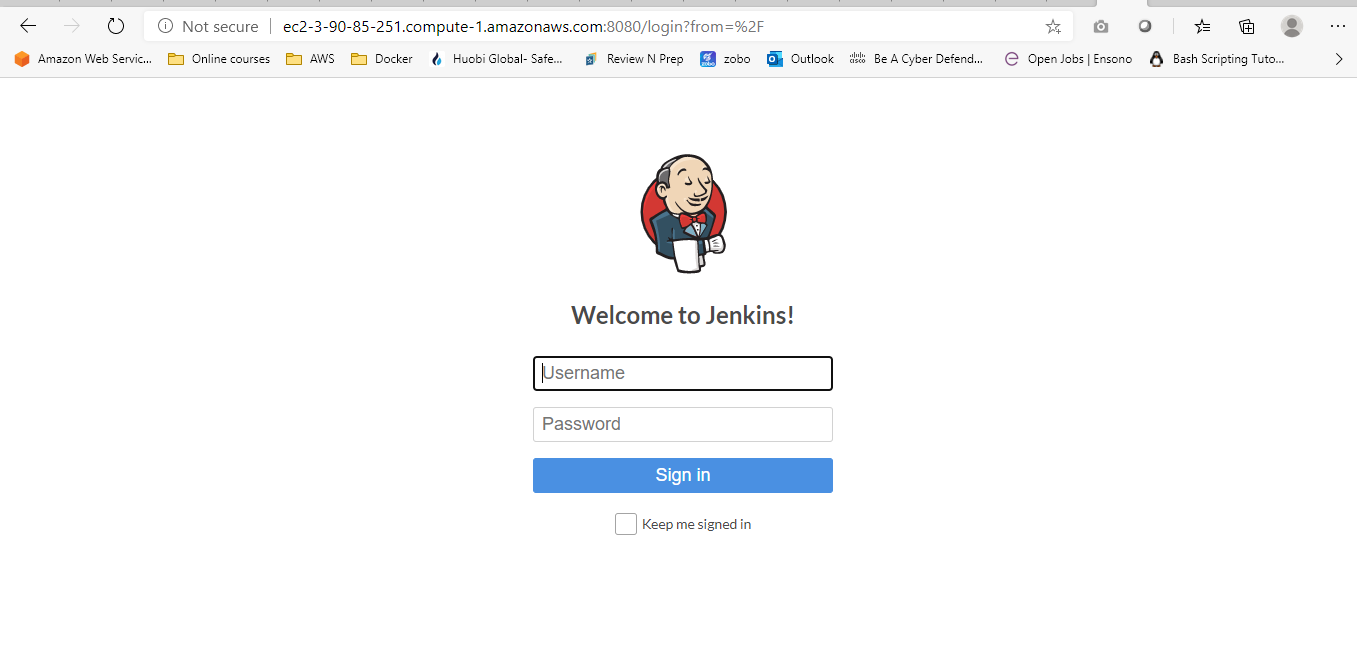 Not secure ec2-3-90-85-251.compute-1.amazonaws.com:8080/login?from=%2F
Amazon Web Servic... Online courses AWS Docker Huobi Global- Safe... Review N Prep zobo zobo Outlook cisco Be A Cyber Defend... Open Jobs | Ensono Bash Scripting Tuto...
Welcome to Jenkins!
Username
Password
Sign in
Keep me signed in